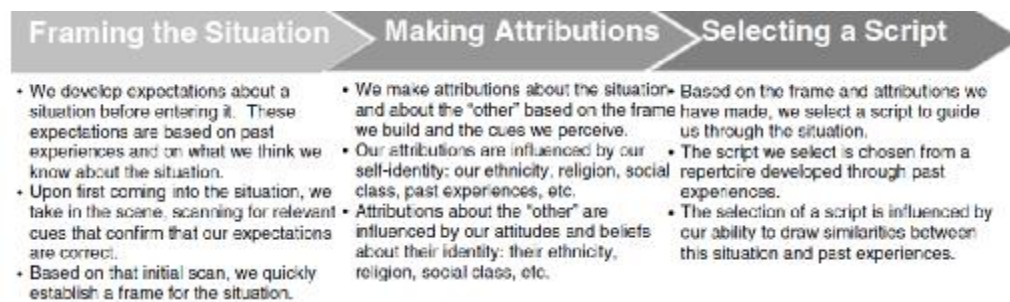 Framing the Situation
• We develop expectations about a
situation before entering it. These
expectations are based on past
experiences and on what we think we
know about the situation.
• Upon first coming into the situation, we
take in the scene, scanning for relevant
cues that confirm that our expectations
are correct.
• Based on that initial scan, we quickly
establish a frame for the situation.
Making Attributions
• We make attributions about the situation
and about the "other" based on the frame
we build and the cues we perceive.
• Our attributions are influenced by our
self-identity: our ethnicity, religion, social
class, past experiences, etc.
• Attributions about the "other" are
influenced by our attitudes and beliefs
about their identity: their ethnicity,
religion, social class, etc.
Selecting a Script
• Based on the frame and attributions we
have made, we select a script to guide
us through the situation.
• The script we select is chosen from a
repertoire developed through past
experiences.
• The selection of a script is influenced by
our ability to draw similarities between
this situation and past experiences.